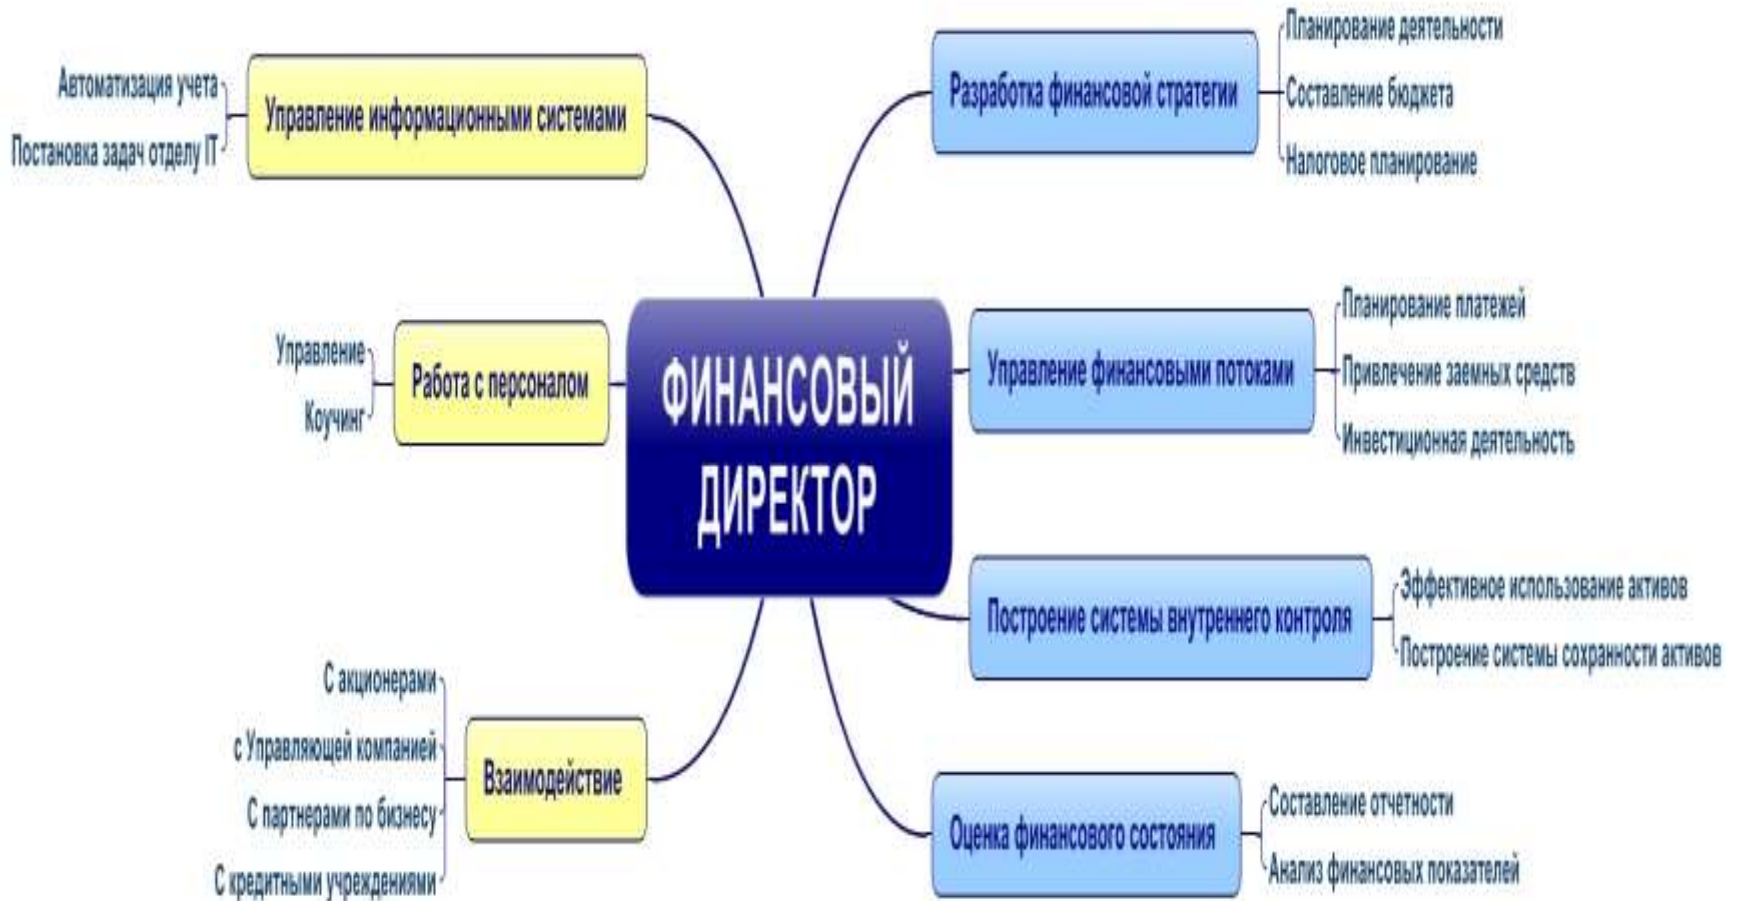 Автоматизация учета
Постановка задач отделу IT
Управление информационными системами
Разработка финансовой стратегии
Планирование деятельности
Составление бюджета
Налоговое планирование
Управление
Коучинг
Работа с персоналом
ФИНАНСОВЫЙ
ДИРЕКТОР
Управление финансовыми потоками
Планирование платежей
Привлечение заемных средств
Инвестиционная деятельность
Построение системы внутреннего контроля
Эффективное использование активов
Построение системы сохранности активов
С акционерами
с Управляющей компанией
С партнерами по бизнесу
С кредитными учреждениями
Взаимодействие
Оценка финансового состояния
Составление отчетности
Анализ финансовых показателей